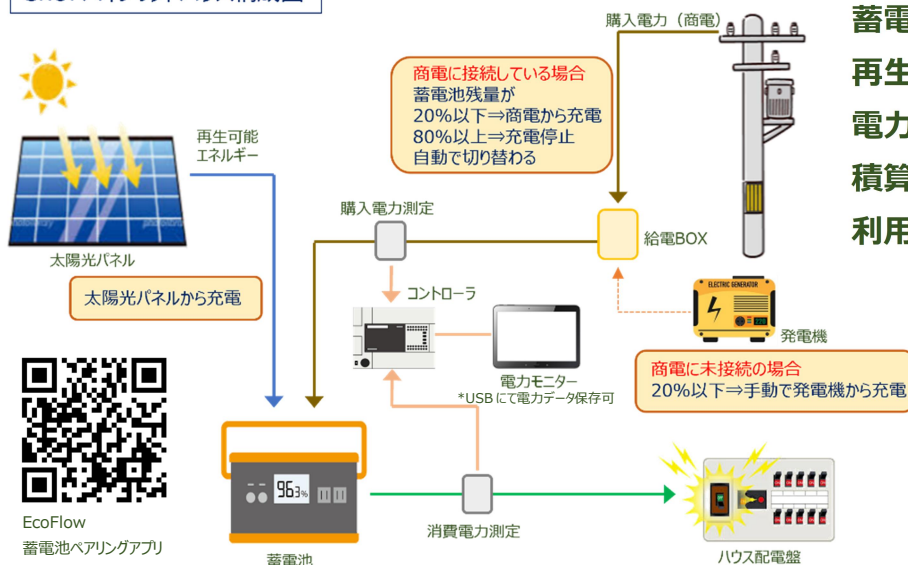 購入電力（商電）
蓄電
再生
電力
積算
利用
商電に接続している場合
蓄電池残量が
20%以下⇒商電から充電
80%以上⇒充電停止
自動で切り替わる
再生可能
エネルギー
購入電力測定
給電BOX
太陽光パネル
太陽光パネルから充電
コントローラ
ELECTRIC GENERATOR
発電機
電力モニター
*USBにて電力データ保存可
商電に未接続の場合
20%以下⇒手動で発電機から充電
96.3%
EcoFlow
蓄電池ペアリングアプリ
消費電力測定
蓄電池
ハウス配電盤